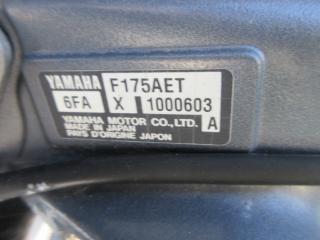 YAMAHA F175AET
6FA X 1000603
YAMAHA MOTOR CO.,LTD. A
MADE IN JAPAN
PAYS D'ORIGINE JAPON